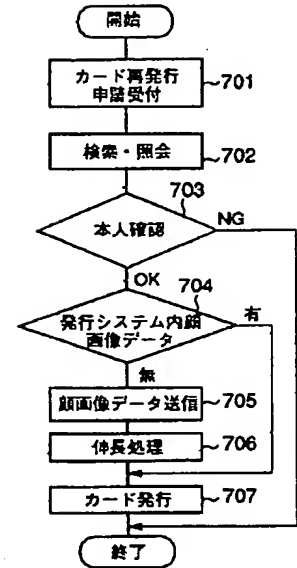 開始
カード再発行
申請受付
701
検索・照会
702
703
本人確認
NG
OK
704
発行システム内顔
画像データ
有
無
顔画像データ送信
705
伸長処理
706
カード発行
707
終了